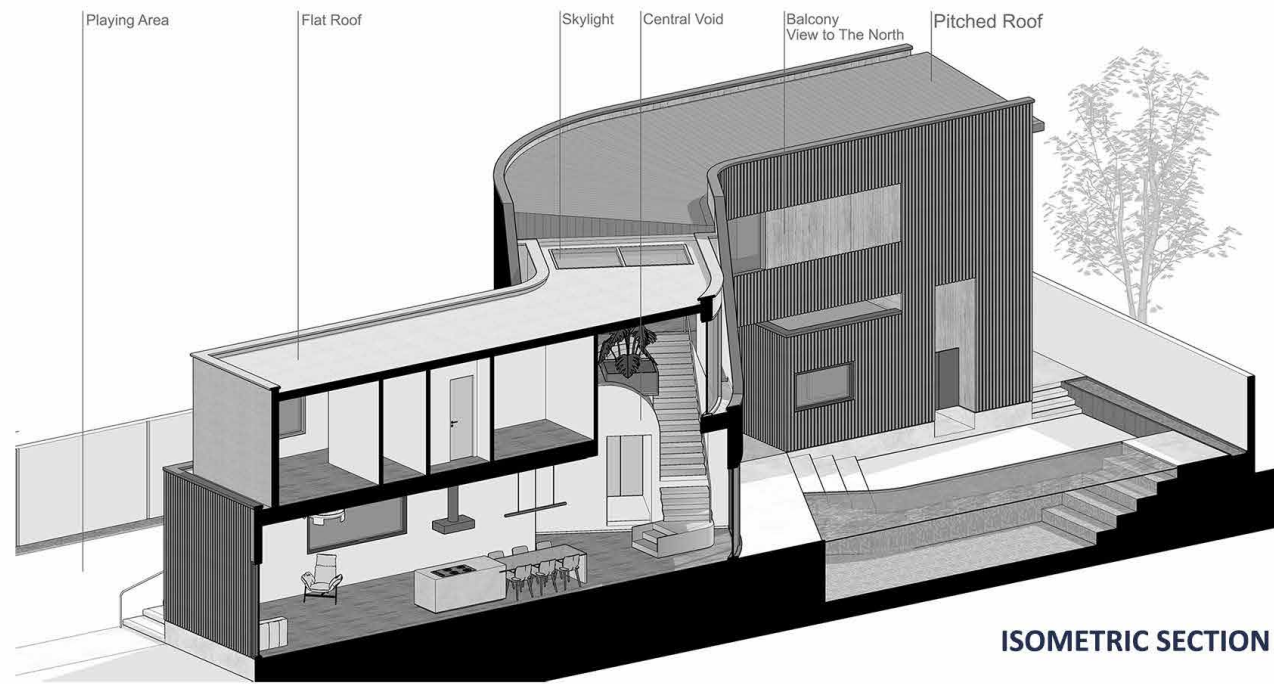 Playing Area
Flat Roof
Skylight
Central Void
Balcony
View to The North
Pitched Roof
ISOMETRIC SECTION